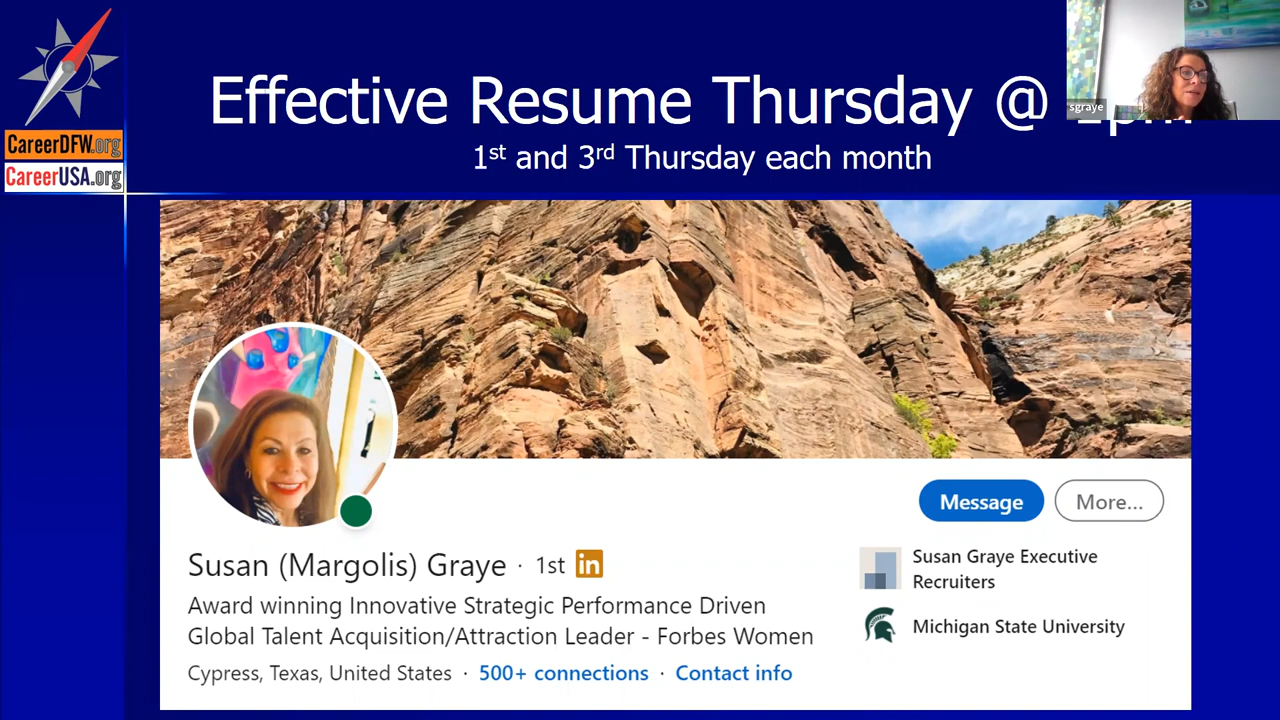 Effective Resume Thursday @
1st and 3rd Thursday each month
sgraye
CareerDFW.org
CareerUSA.org
Message
More...
Susan (Margolis) Graye · 1st in
Award winning Innovative Strategic Performance Driven
Global Talent Acquisition/Attraction Leader - Forbes Women
Cypress, Texas, United States · 500+ connections · Contact info
Susan Graye Executive
Recruiters
Michigan State University